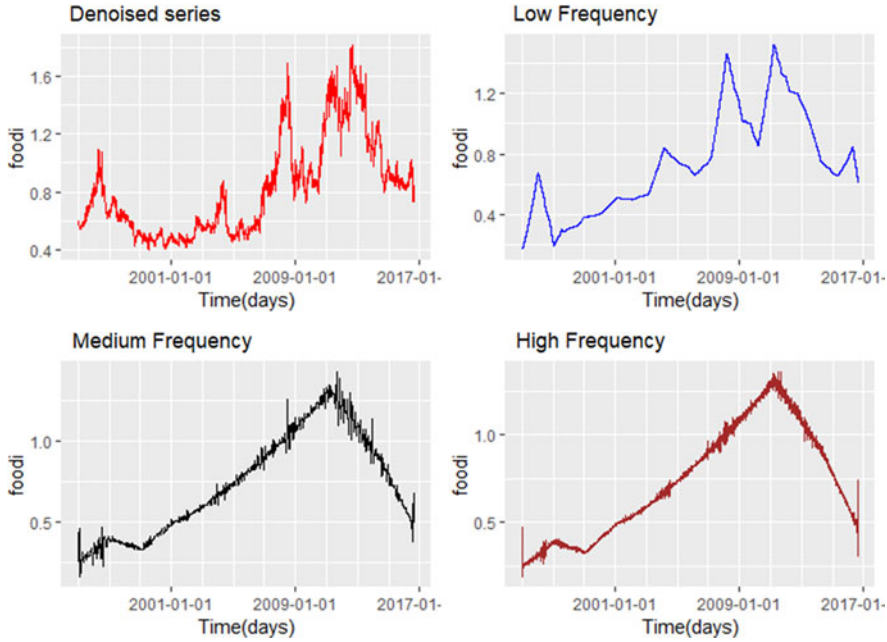 Denoised series
foodi
1.6
1.2
0.8
0.4
2001-01-01
2009-01-01
2017-01-
Time(days)
Low Frequency
foodi
1.2
0.8
0.4
2001-01-01
2009-01-01
2017-01-
Time(days)
Medium Frequency
foodi
1.0
0.5
2001-01-01
2009-01-01
2017-01-
Time(days)
High Frequency
foodi
1.0
0.5
2001-01-01
2009-01-01
2017-01-
Time(days)